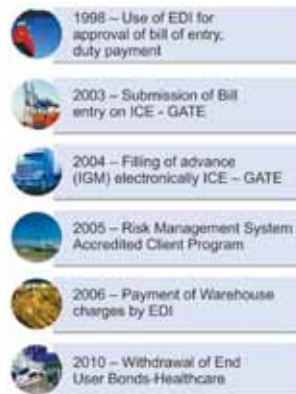 1998 – Use of EDI for
approval of bill of entry,
duty payment
2003 – Submission of Bill
entry on ICE - GATE
2004 – Filling of advance
(IGM) electronically ICE – GATE
2005 – Risk Management System
Accredited Client Program
2006 – Payment of Warehouse
charges by EDI
2010 – Withdrawal of End
User Bonds-Healthcare